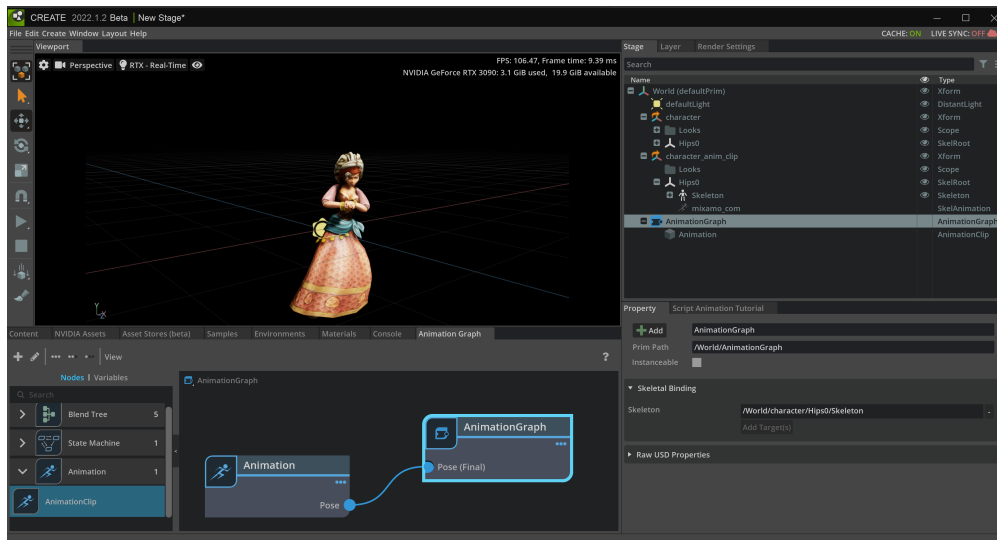 CREATE 2022.1.2 Beta | New Stage*
File Edit Create Window Layout Help
CACHE: ON LIVE SYNC: OFF
Viewport
Perspective RTX - Real-Time
FPS: 106.47, Frame time: 9.39 ms
NVIDIA GeForce RTX 3090: 3.1 GiB used, 19.9 GiB available
Y
Z X
Stage Layer Render Settings
Search
Name Type
World (defaultPrim) Xform
defaultLight DistantLight
character Xform
Looks Scope
Hips0 SkelRoot
character_anim_clip Xform
Looks Scope
Hips0 SkelRoot
Skeleton Skeleton
mixamo_com SkelAnimation
AnimationGraph AnimationGraph
Animation AnimationClip
Property Script Animation Tutorial
Add AnimationGraph
Prim Path /World/AnimationGraph
Instanceable
Skeletal Binding
Skeleton /World/character/Hips0/Skeleton
Add Target(s)
Raw USD Properties
Content NVIDIA Assets Asset Stores (beta) Samples Environments Materials Console Animation Graph
View ?
Nodes | Variables
Search
Blend Tree 5
State Machine 1
Animation 1
AnimationClip
AnimationGraph
Animation
Pose
AnimationGraph
Pose (Final)